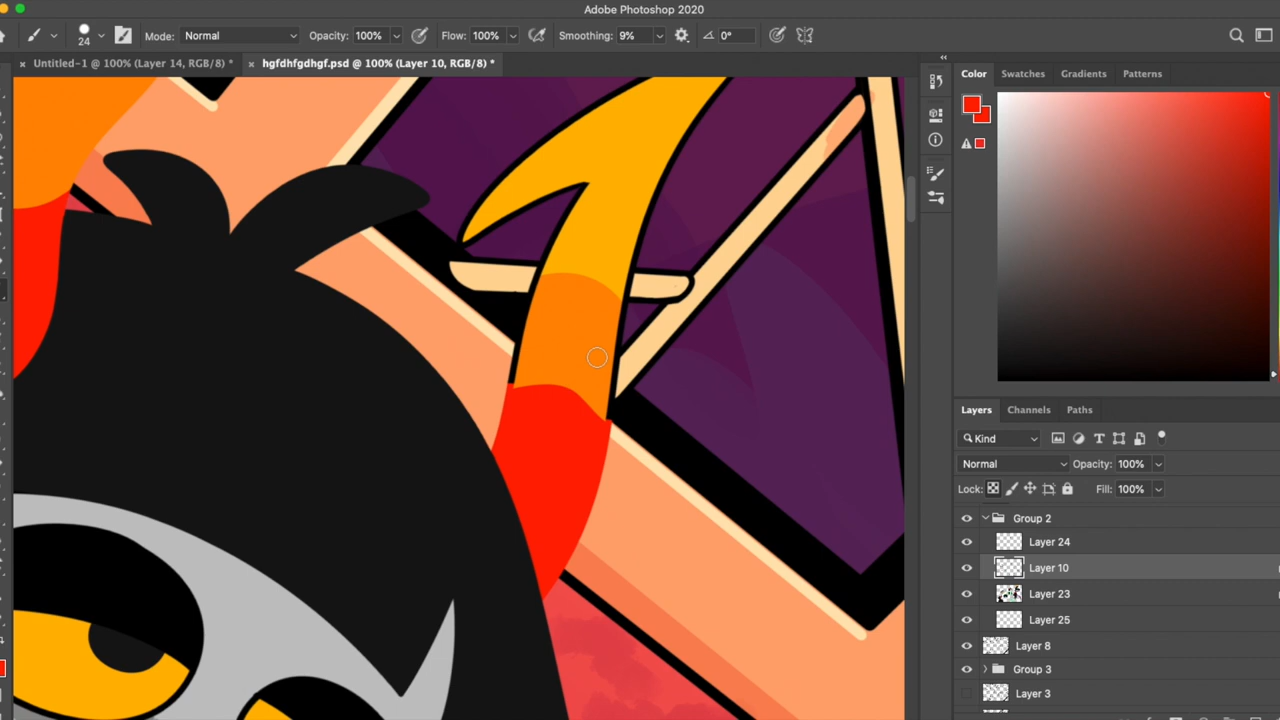 Adobe Photoshop 2020
24 Mode: Normal Opacity: 100% Flow: 100% Smoothing: 9% 0°
× Untitled-1 @ 100% (Layer 14, RGB/8) * × hgfdhfgdhgf.psd @ 100% (Layer 10, RGB/8) *
Color Swatches Gradients Patterns
Layers Channels Paths
Kind
Normal Opacity: 100%
Lock: Fill: 100%
Group 2
Layer 24
Layer 10
Layer 23
Layer 25
Layer 8
Group 3
Layer 3